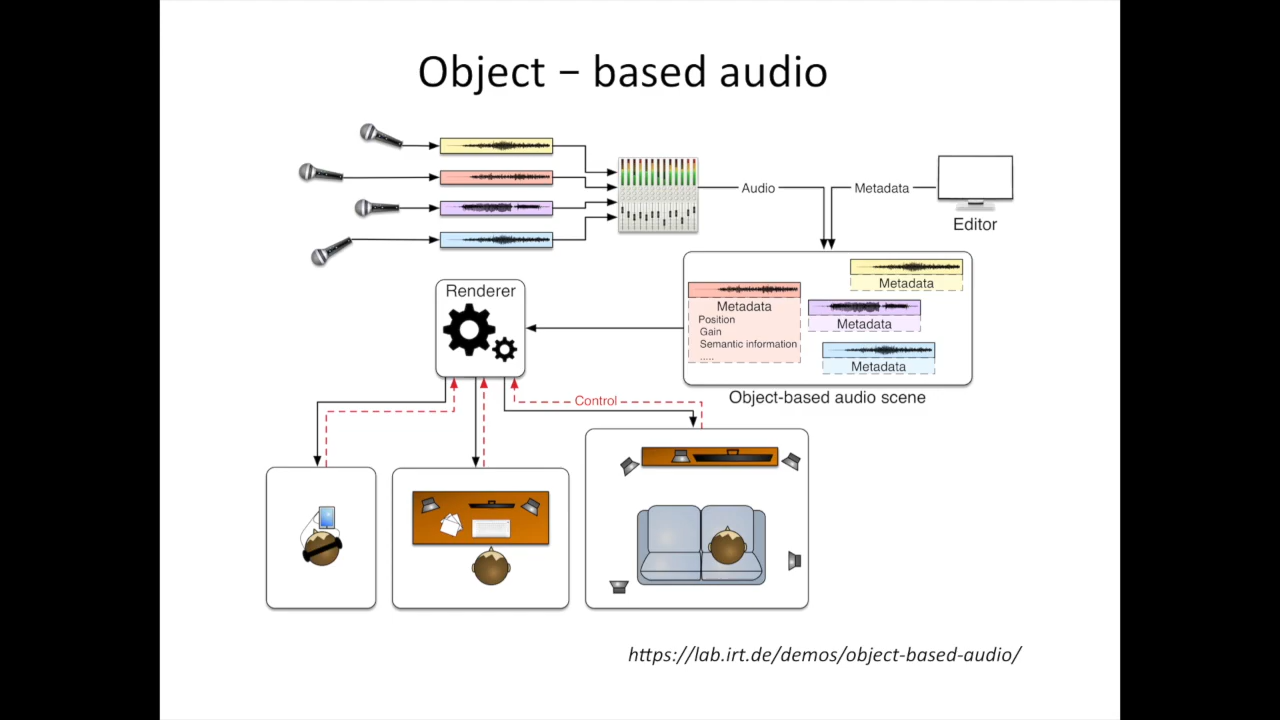 Object – based audio
Audio
Metadata
Editor
Renderer
Metadata
Metadata
Position
Gain
Semantic information
.....
Metadata
Metadata
Object-based audio scene
Control
https://lab.irt.de/demos/object-based-audio/